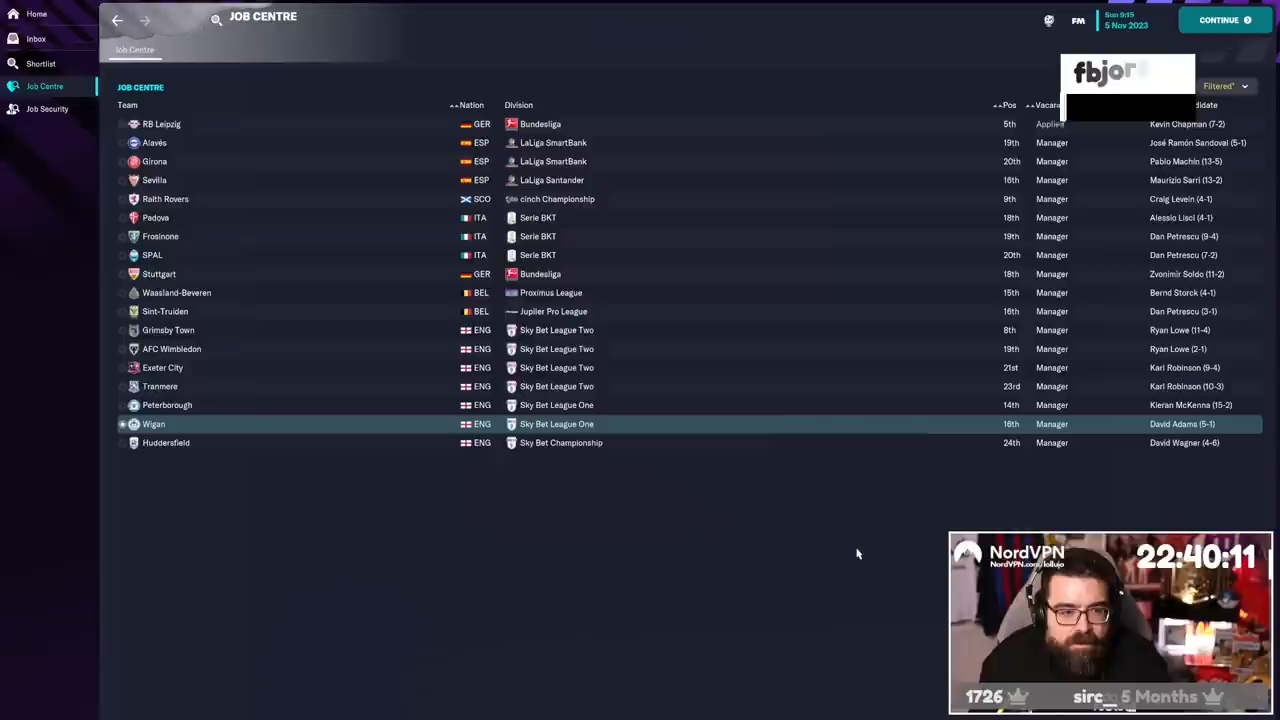 Home
JOB CENTRE
Sun 9:15
5 Nov 2023
FM
CONTINUE
Inbox
Shortlist
Job Centre
Job Security
Job Centre
JOB CENTRE
Filtered*
Team Nation Division Pos
RB Leipzig GER Bundesliga 5th Applied Kevin Chapman (7-2)
Alavés ESP LaLiga SmartBank 19th Manager José Ramón Sandoval (5-1)
Girona ESP LaLiga SmartBank 20th Manager Pablo Machín (13-5)
Sevilla ESP LaLiga Santander 16th Manager Maurizio Sarri (13-2)
Raith Rovers SCO cinch Championship 9th Manager Craig Levein (4-1)
Padova ITA Serie BKT 18th Manager Alessio Lisci (4-1)
Frosinone ITA Serie BKT 19th Manager Dan Petrescu (9-4)
SPAL ITA Serie BKT 20th Manager Dan Petrescu (7-2)
Stuttgart GER Bundesliga 18th Manager Zvonimir Soldo (11-2)
Waasland-Beveren BEL Proximus League 15th Manager Bernd Storck (4-1)
Sint-Truiden BEL Jupiler Pro League 16th Manager Dan Petrescu (3-1)
Grimsby Town ENG Sky Bet League Two 8th Manager Ryan Lowe (11-4)
AFC Wimbledon ENG Sky Bet League Two 19th Manager Ryan Lowe (2-1)
Exeter City ENG Sky Bet League Two 21st Manager Karl Robinson (9-4)
Tranmere ENG Sky Bet League Two 23rd Manager Karl Robinson (10-3)
Peterborough ENG Sky Bet League One 14th Manager Kieran McKenna (15-2)
Wigan ENG Sky Bet League One 16th Manager David Adams (5-1)
Huddersfield ENG Sky Bet Championship 24th Manager David Wagner (4-6)
NordVPN
NordVPN.com/lollujo
22:40:11
1726
5 Months